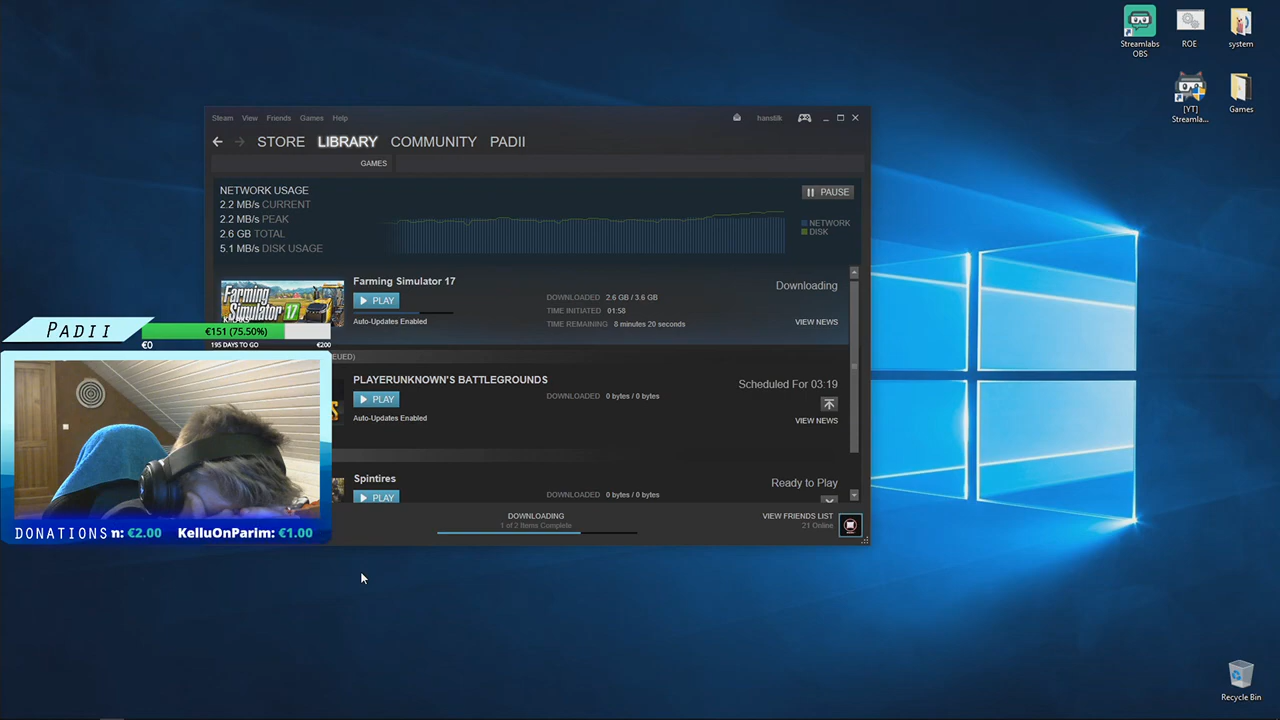 Streamlabs
OBS
ROE
system
[YT]
Streamla...
Games
Steam View Friends Games Help
hanstik
STORE LIBRARY COMMUNITY PADII
GAMES
NETWORK USAGE
2.2 MB/s CURRENT
2.2 MB/s PEAK
2.6 GB TOTAL
5.1 MB/s DISK USAGE
PAUSE
NETWORK
DISK
Farming
Simulator 17
Farming Simulator 17
PLAY
Auto-Updates Enabled
DOWNLOADED 2.6 GB / 3.6 GB
TIME INITIATED 01:58
TIME REMAINING 8 minutes 20 seconds
Downloading
VIEW NEWS
PADII
€151 (75.50%)
€0 195 DAYS TO GO €200
UED)
PLAYERUNKNOWN'S BATTLEGROUNDS
PLAY
Auto-Updates Enabled
DOWNLOADED 0 bytes / 0 bytes
Scheduled For 03:19
VIEW NEWS
Spintires
PLAY
DOWNLOADED 0 bytes / 0 bytes
Ready to Play
DOWNLOADING
1 of 2 Items Complete
VIEW FRIENDS LIST
21 Online
DONATIONS n: €2.00 KelluOnParim: €1.00
Recycle Bin